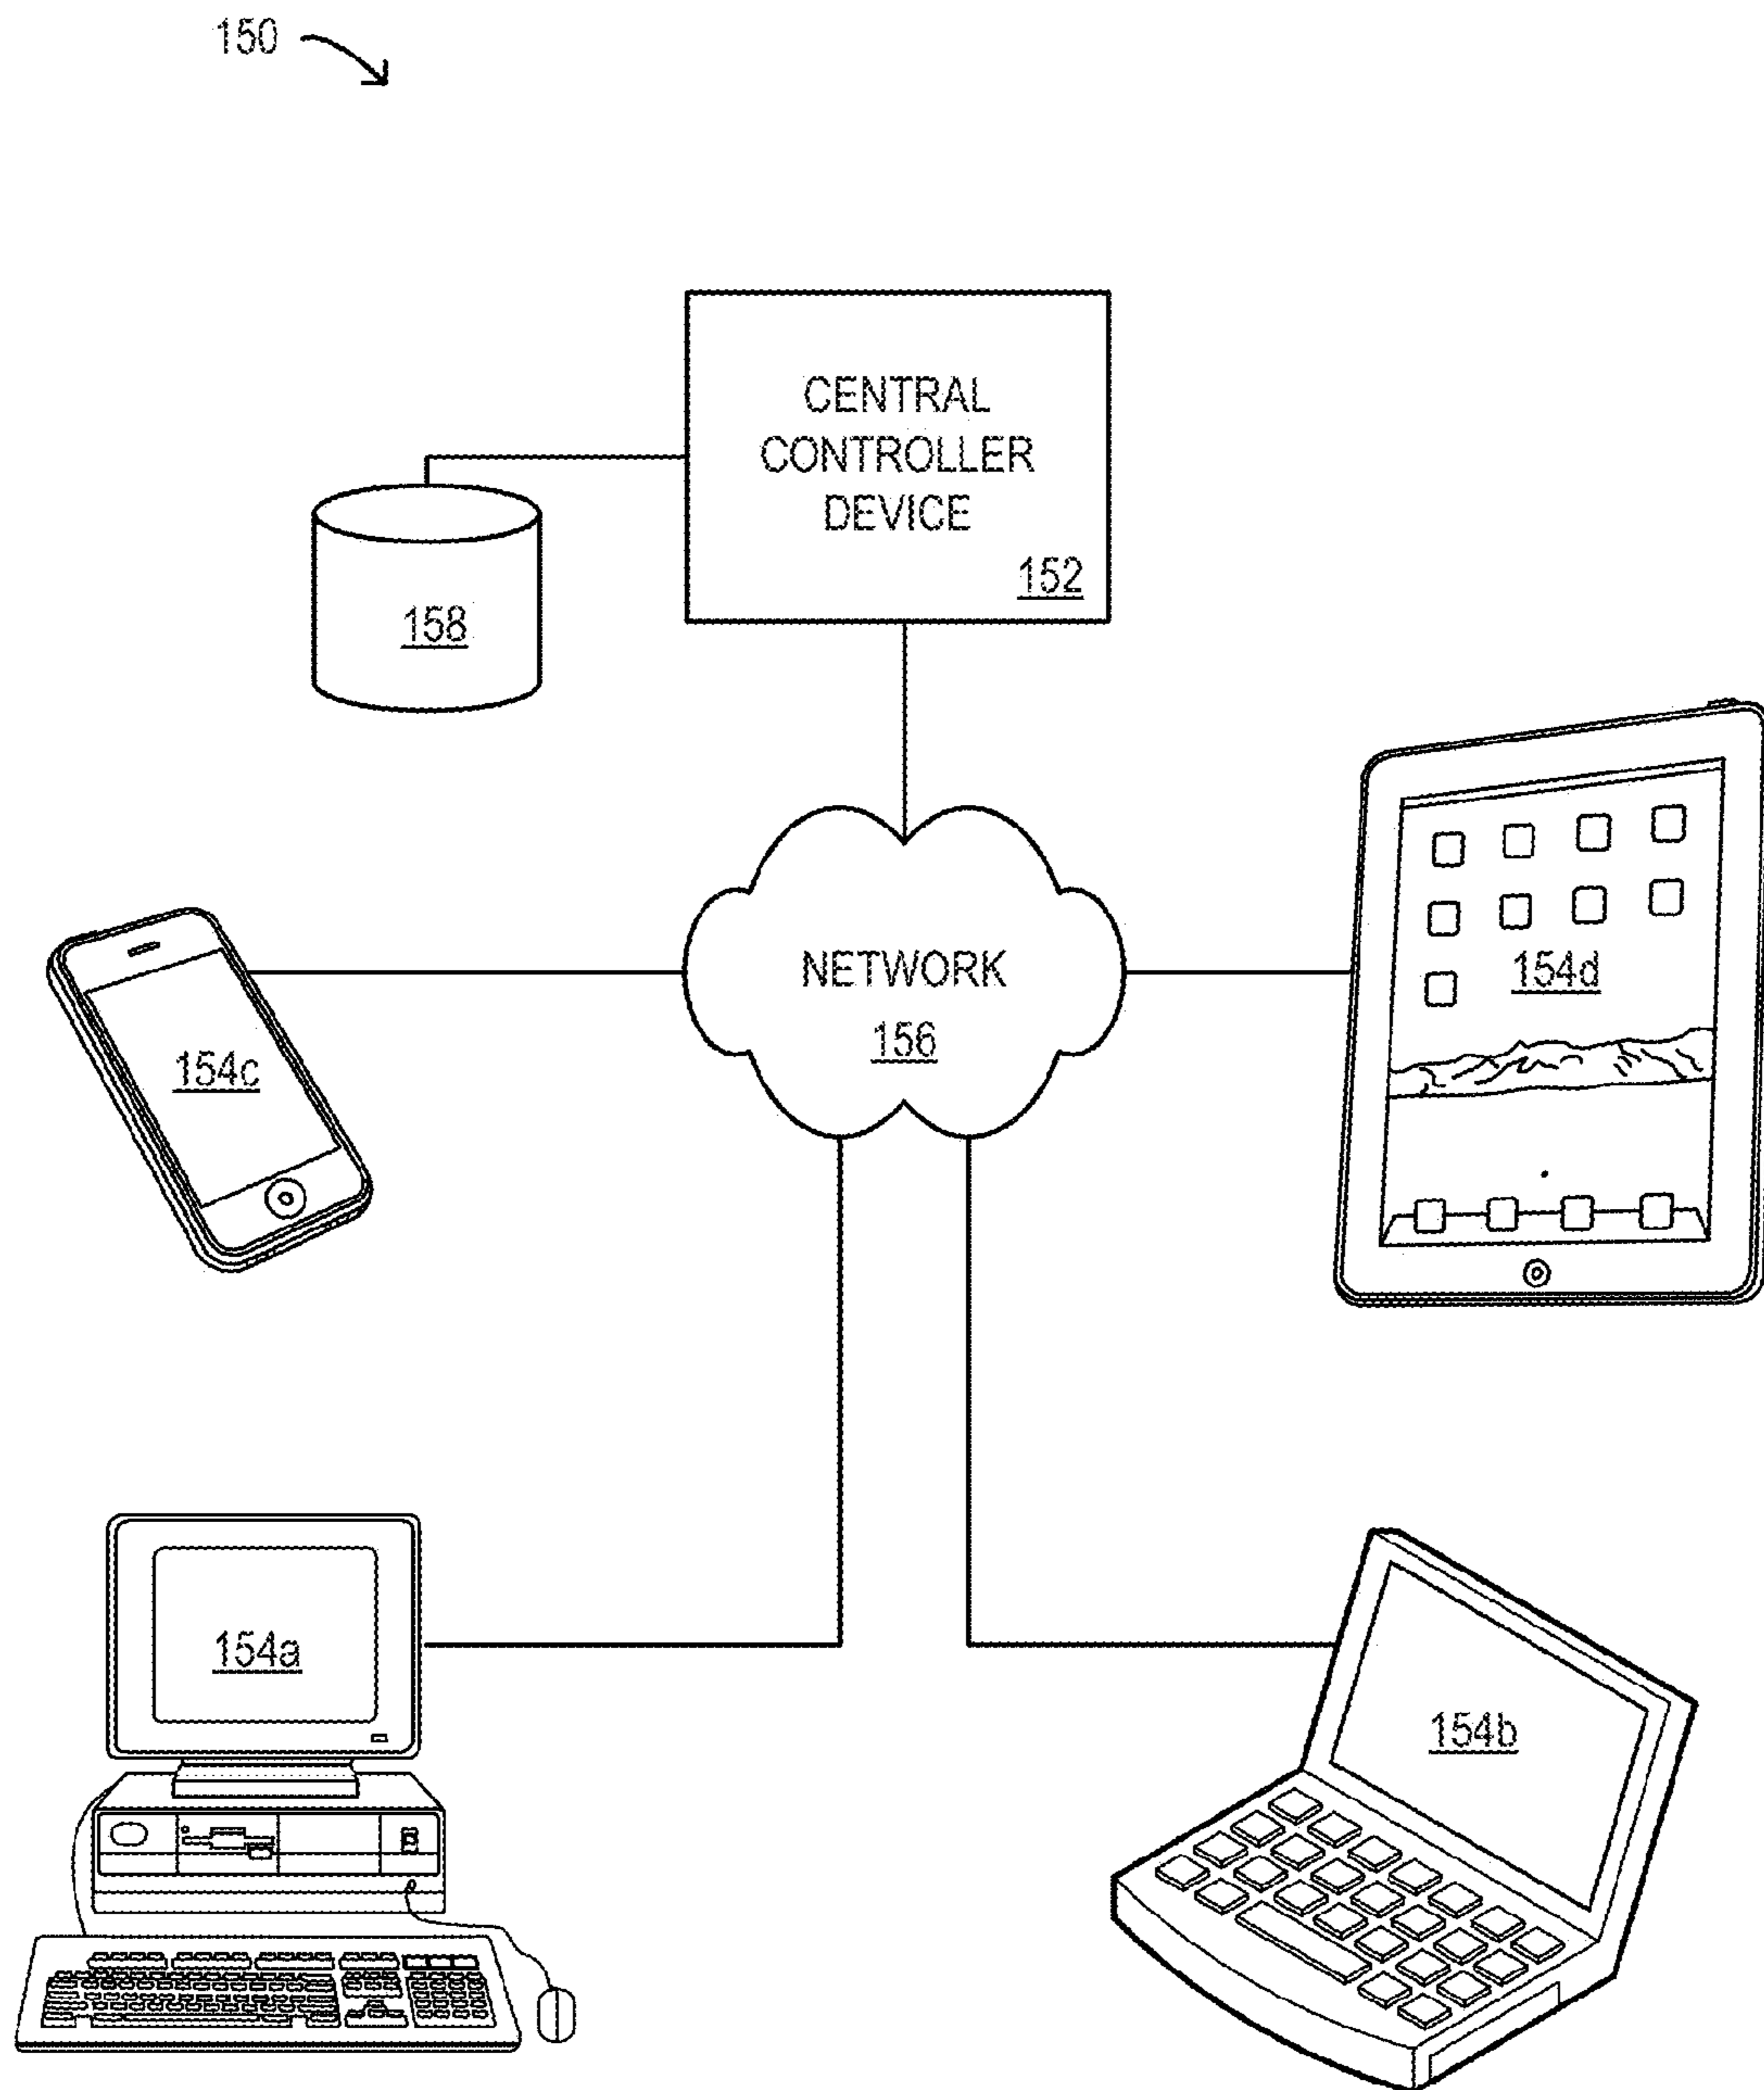 150
CENTRAL
CONTROLLER
DEVICE
152
158
NETWORK
156
154c
154d
154a
154b